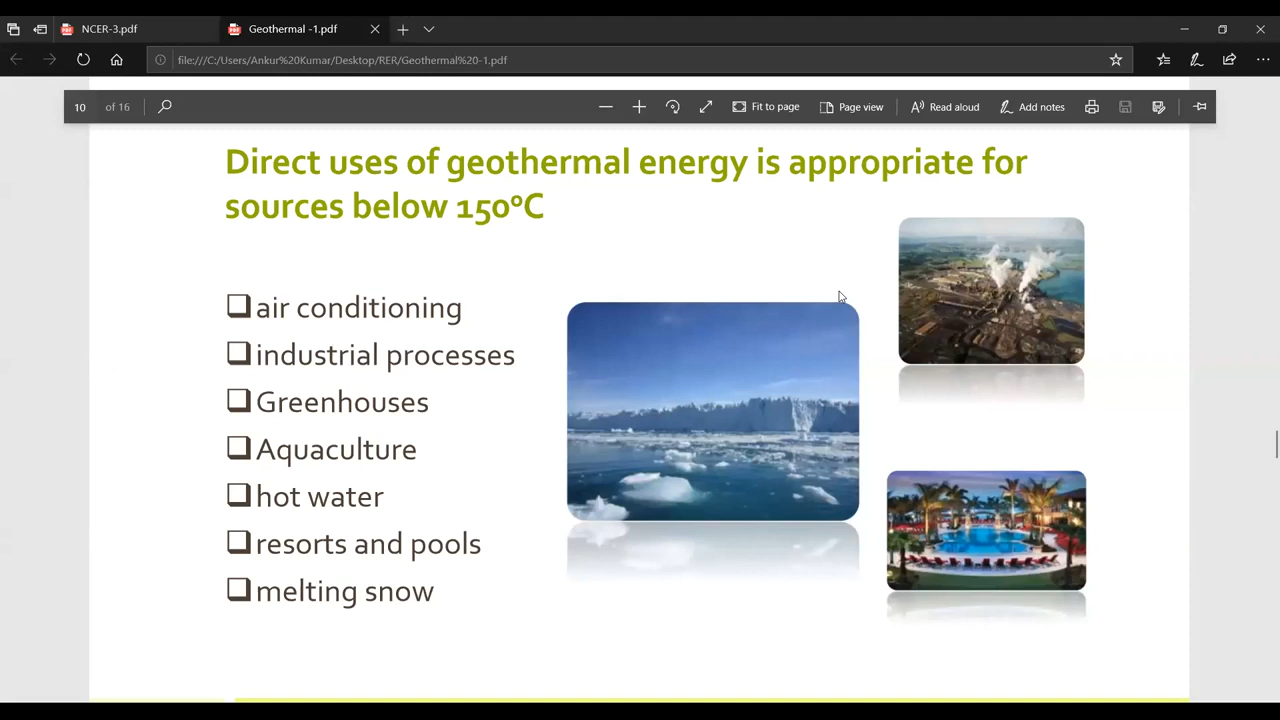 NCER-3.pdf
Geothermal -1.pdf
file:///C:/Users/Ankur%20Kumar/Desktop/RER/Geothermal%20-1.pdf
10 of 16
Fit to page
Page view
Read aloud
Add notes
Direct uses of geothermal energy is appropriate for
sources below 150°C
air conditioning
industrial processes
Greenhouses
Aquaculture
hot water
resorts and pools
melting snow